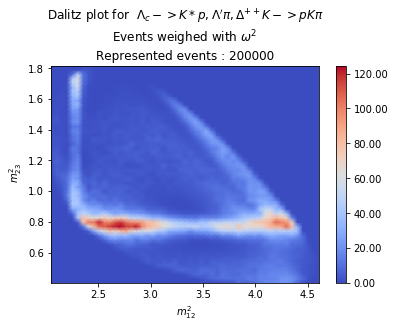 Dalitz plot for Λc−>K*p,Λ′π,Δ⁺⁺K−>pKπ
Events weighed with ω²
Represented events : 200000
1.8
1.6
1.4
1.2
1.0
0.8
0.6
m²₂₃
2.5 3.0 3.5 4.0 4.5
m²₁₂
120.00
100.00
80.00
60.00
40.00
20.00
0.00